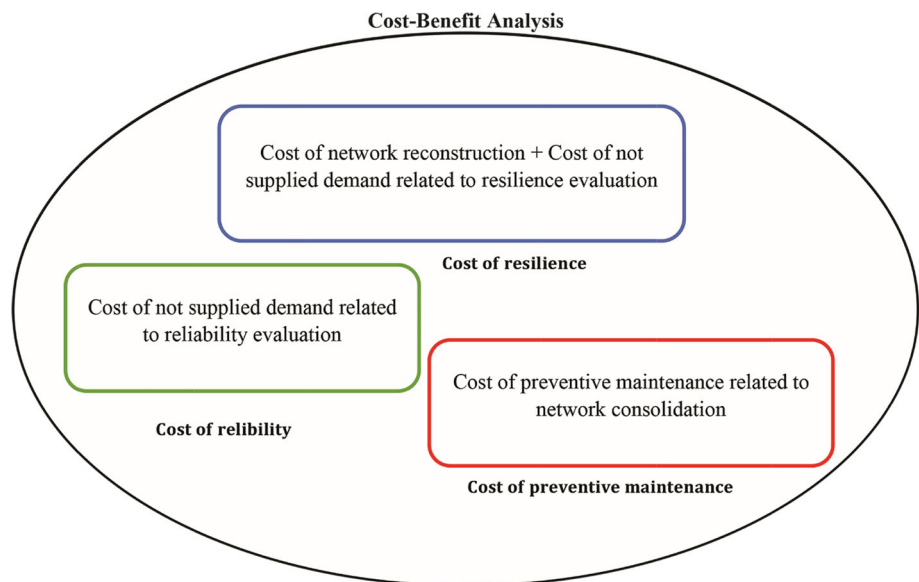 Cost-Benefit Analysis
Cost of network reconstruction + Cost of not
supplied demand related to resilience evaluation
Cost of resilience
Cost of not supplied demand related
to reliability evaluation
Cost of relibility
Cost of preventive maintenance related to
network consolidation
Cost of preventive maintenance